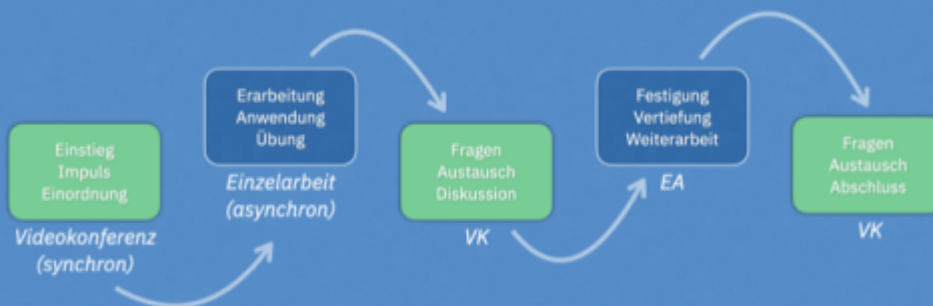 Einstieg
Impuls
Einordnung
Videokonferenz
(synchron)
Erarbeitung
Anwendung
Übung
Einzelarbeit
(asynchron)
Fragen
Austausch
Diskussion
VK
Festigung
Vertiefung
Weiterarbeit
EA
Fragen
Austausch
Abschluss
VK